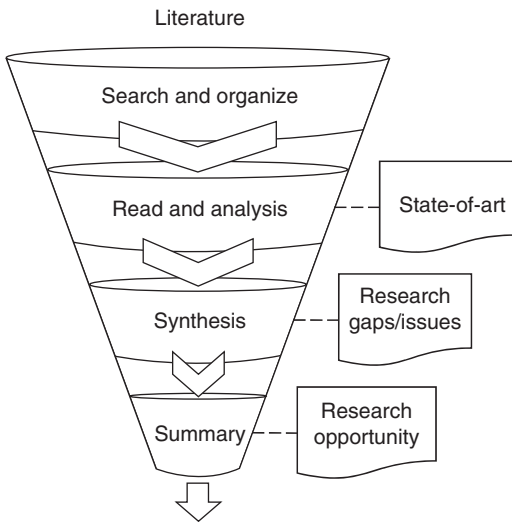 Literature
Search and organize
Read and analysis
State-of-art
Synthesis
Research
gaps/issues
Summary
Research
opportunity